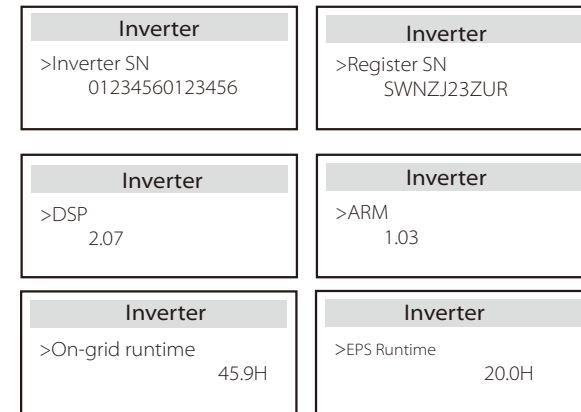 Inverter
>Inverter SN
01234560123456
Inverter
>Register SN
SWNZJ23ZUR
Inverter
>DSP
2.07
Inverter
>ARM
1.03
Inverter
>On-grid runtime
45.9H
Inverter
>EPS Runtime
20.0H